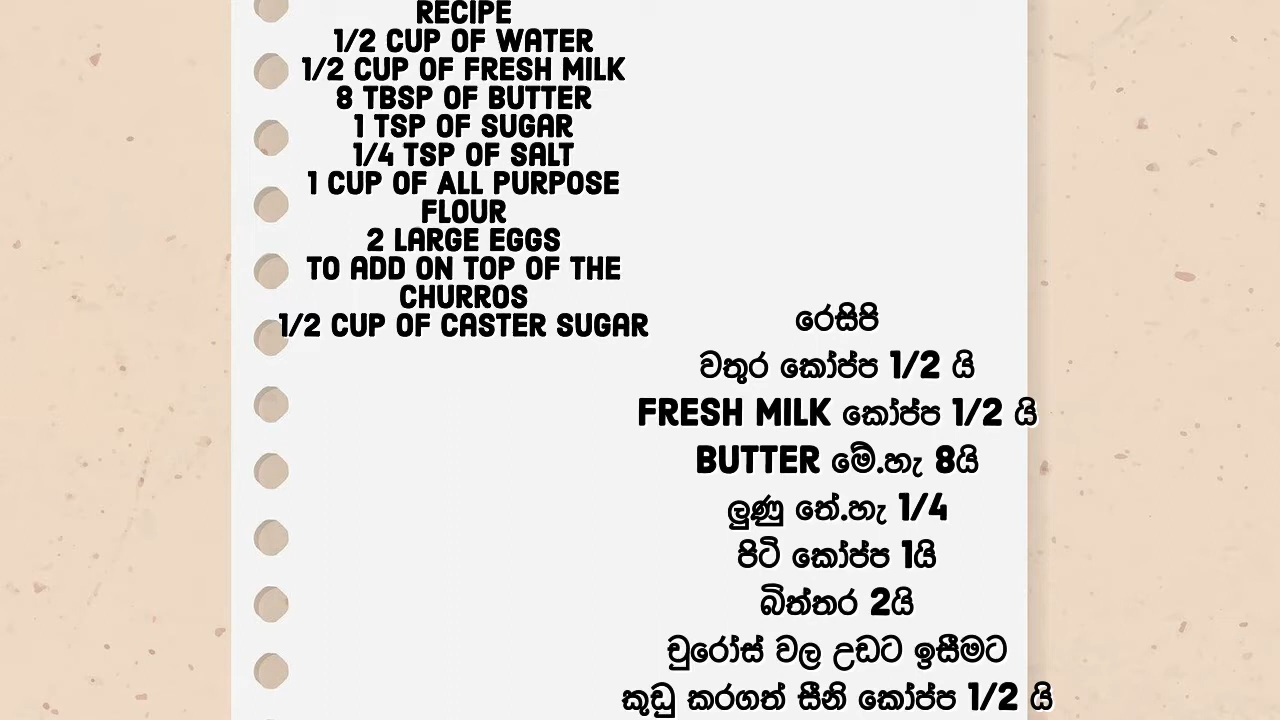 RECIPE
1/2 CUP OF WATER
1/2 CUP OF FRESH MILK
8 TBSP OF BUTTER
1 TSP OF SUGAR
1/4 TSP OF SALT
1 CUP OF ALL PURPOSE
FLOUR
2 LARGE EGGS
TO ADD ON TOP OF THE
CHURROS
1/2 CUP OF CASTER SUGAR
රෙසිපි
වතුර කෝප්ප 1/2 යි
FRESH MILK කෝප්ප 1/2 යි
BUTTER මේ.හැ 8යි
ලුණු තේ.හැ 1/4
පිටි කෝප්ප 1යි
බිත්තර 2යි
චුරෝස් වල උඩට ඉසීමට
කුඩු කරගත් සීනි කෝප්ප 1/2 යි